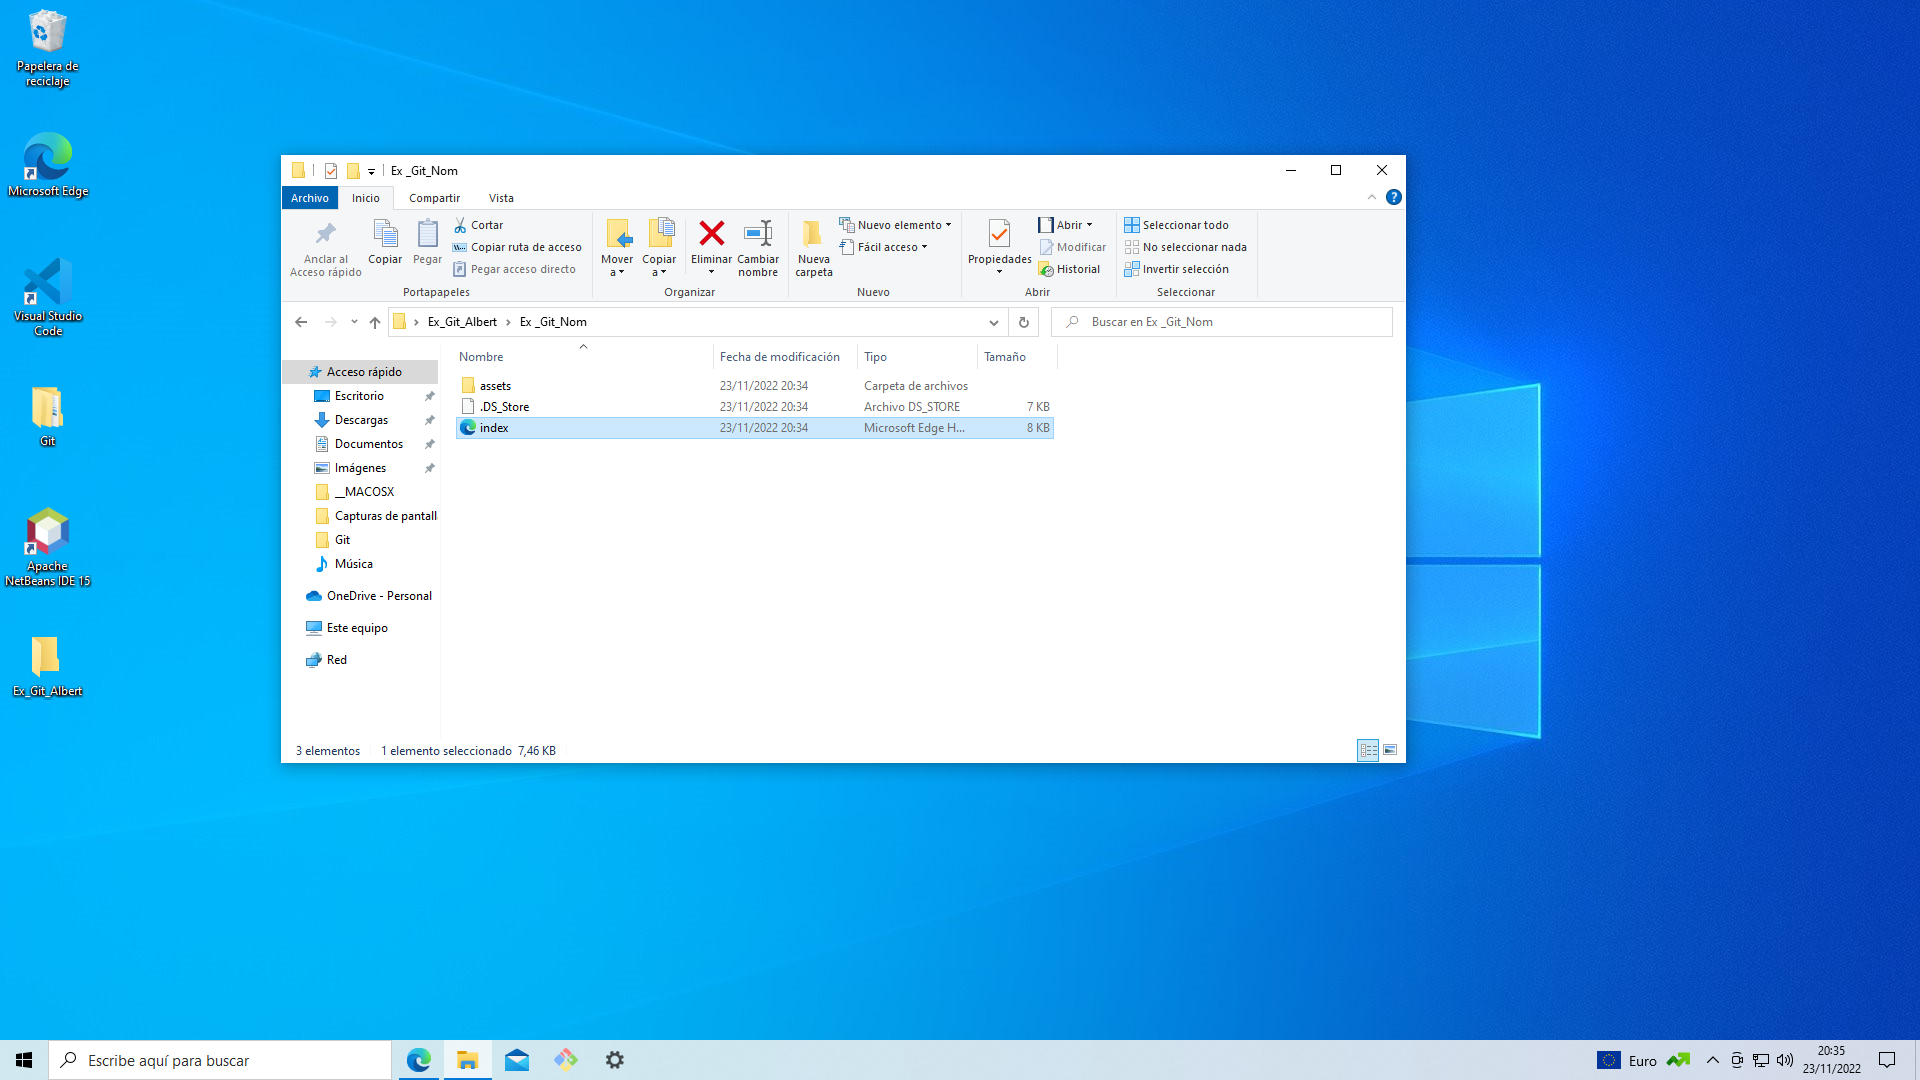 Papelera de
reciclaje
Microsoft Edge
Visual Studio
Code
Git
Apache
NetBeans IDE 15
Ex_Git_Albert
Ex _Git_Nom
Archivo Inicio Compartir Vista
Anclar al
Acceso rápido
Copiar
Pegar
Cortar
Copiar ruta de acceso
Pegar acceso directo
Portapapeles
Mover
a
Copiar
a
Eliminar
Cambiar
nombre
Organizar
Nueva
carpeta
Nuevo elemento
Fácil acceso
Nuevo
Propiedades
Abrir
Modificar
Historial
Abrir
Seleccionar todo
No seleccionar nada
Invertir selección
Seleccionar
Ex_Git_Albert › Ex _Git_Nom
Buscar en Ex _Git_Nom
Acceso rápido
Escritorio
Descargas
Documentos
Imágenes
__MACOSX
Capturas de pantall
Git
Música
OneDrive - Personal
Este equipo
Red
Nombre Fecha de modificación Tipo Tamaño
assets 23/11/2022 20:34 Carpeta de archivos
.DS_Store 23/11/2022 20:34 Archivo DS_STORE 7 KB
index 23/11/2022 20:34 Microsoft Edge H... 8 KB
3 elementos 1 elemento seleccionado 7,46 KB
Escribe aquí para buscar
Euro
20:35
23/11/2022